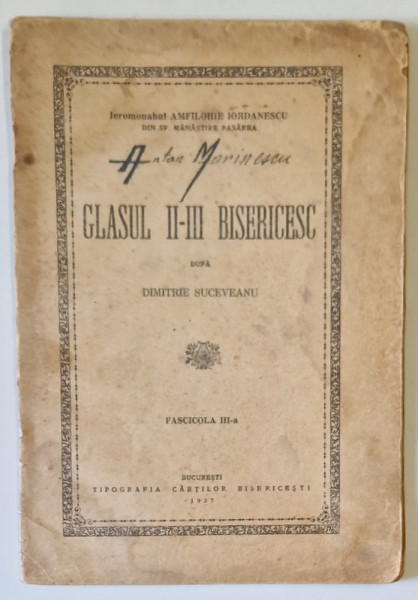 Ieromonahul AMFILOHIE IORDANESCU
DIN SF. MĂNĂSTIRE PASĂREA
Anton Marinescu
GLASUL II-III BISERICESC
DUPĂ
DIMITRIE SUCEVEANU
FASCICOLA III-a
BUCUREȘTI
TIPOGRAFIA CĂRȚILOR BISERICEȘTI
1937